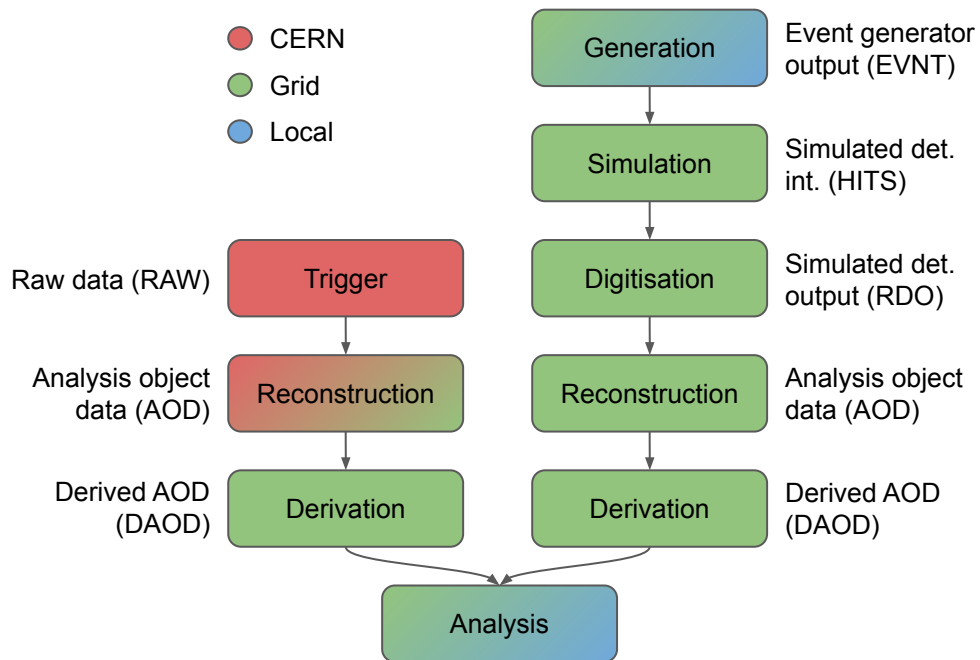 CERN
Grid
Local
Generation
Event generator
output (EVNT)
Simulation
Simulated det.
int. (HITS)
Raw data (RAW)
Trigger
Digitisation
Simulated det.
output (RDO)
Analysis object
data (AOD)
Reconstruction
Reconstruction
Analysis object
data (AOD)
Derived AOD
(DAOD)
Derivation
Derivation
Derived AOD
(DAOD)
Analysis